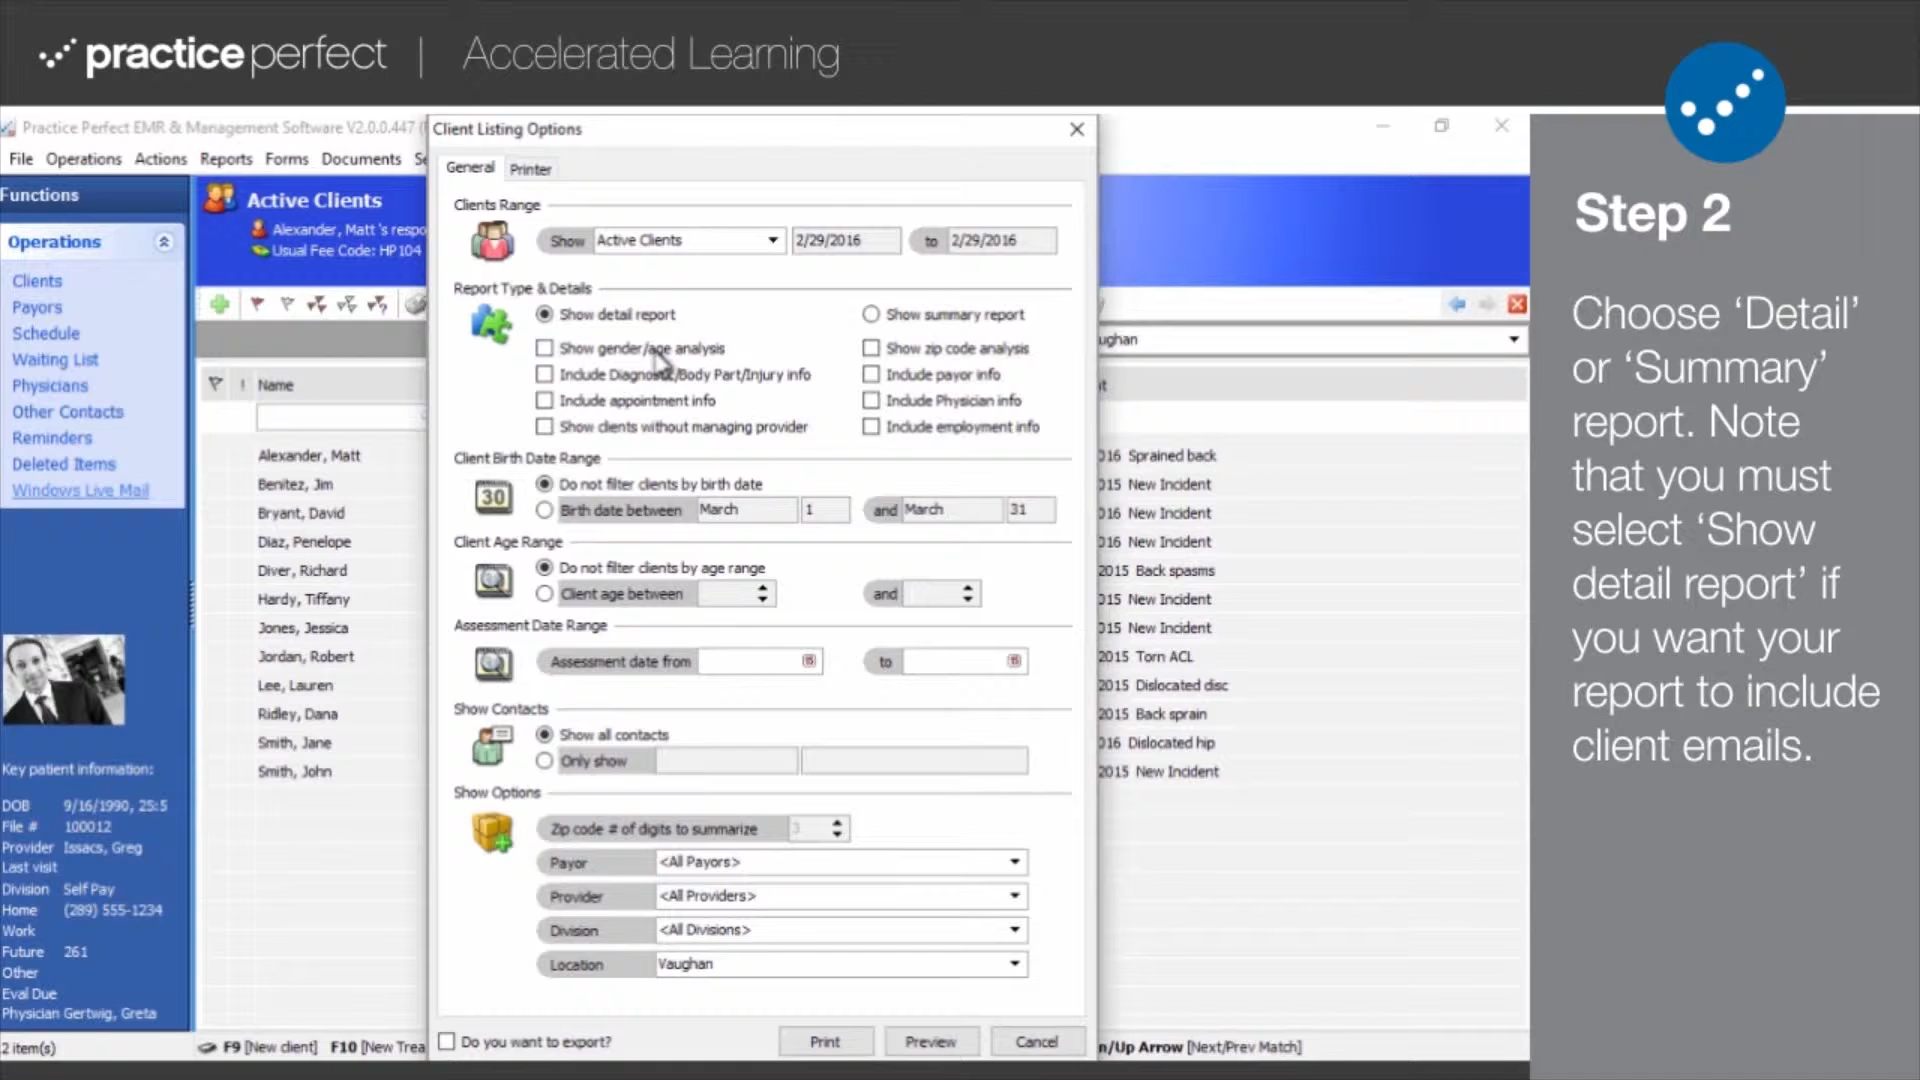 practice perfect | Accelerated Learning
Practice Perfect EMR & Management Software V2.0.0.447
File Operations Actions Reports Forms Documents
Functions
Operations
Clients
Payors
Schedule
Waiting List
Physicians
Other Contacts
Reminders
Deleted Items
Windows Live Mail
Key patient information:
DOB 9/16/1990, 25:5
File # 100012
Provider Issacs, Greg
Last visit
Division Self Pay
Home (289) 555-1234
Work
Future 261
Other
Eval Due
Physician Gertwig, Greta
2 item(s)
Active Clients
Alexander, Matt 's respo
Usual Fee Code: HP104
! Name
Alexander, Matt
Benitez, Jim
Bryant, David
Diaz, Penelope
Diver, Richard
Hardy, Tiffany
Jones, Jessica
Jordan, Robert
Lee, Lauren
Ridley, Dana
Smith, Jane
Smith, John
F9 [New client] F10 [New Trea
Client Listing Options
General Printer
Clients Range
Show Active Clients 2/29/2016 to 2/29/2016
Report Type & Details
Show detail report Show summary report
Show gender/age analysis Show zip code analysis
Include Diagnostic/Body Part/Injury info Include payor info
Include appointment info Include Physician info
Show clients without managing provider Include employment info
Client Birth Date Range
30
Do not filter clients by birth date
Birth date between March 1 and March 31
Client Age Range
Do not filter clients by age range
Client age between and
Assessment Date Range
Assessment date from to
Show Contacts
Show all contacts
Only show
Show Options
Zip code # of digits to summarize 3
Payor <All Payors>
Provider <All Providers>
Division <All Divisions>
Location Vaughan
Do you want to export? Print Preview Cancel
ughan
it
016 Sprained back
015 New Incident
016 New Incident
016 New Incident
2015 Back spasms
015 New Incident
015 New Incident
2015 Torn ACL
2015 Dislocated disc
2015 Back sprain
016 Dislocated hip
2015 New Incident
n/Up Arrow [Next/Prev Match]
Step 2
Choose ‘Detail’
or ‘Summary’
report. Note
that you must
select ‘Show
detail report’ if
you want your
report to include
client emails.